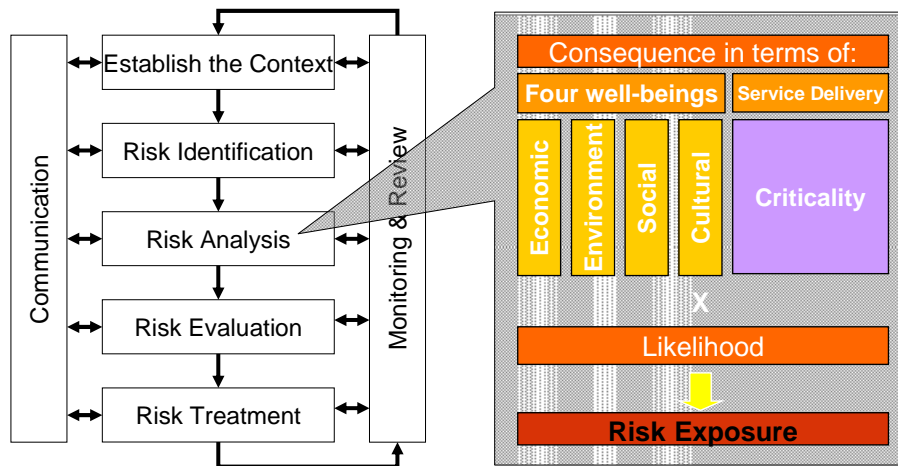 Communication
Establish the Context
Risk Identification
Risk Analysis
Risk Evaluation
Risk Treatment
Monitoring & Review
Consequence in terms of:
Four well-beings
Service Delivery
Economic
Environment
Social
Cultural
Criticality
X
Likelihood
Risk Exposure